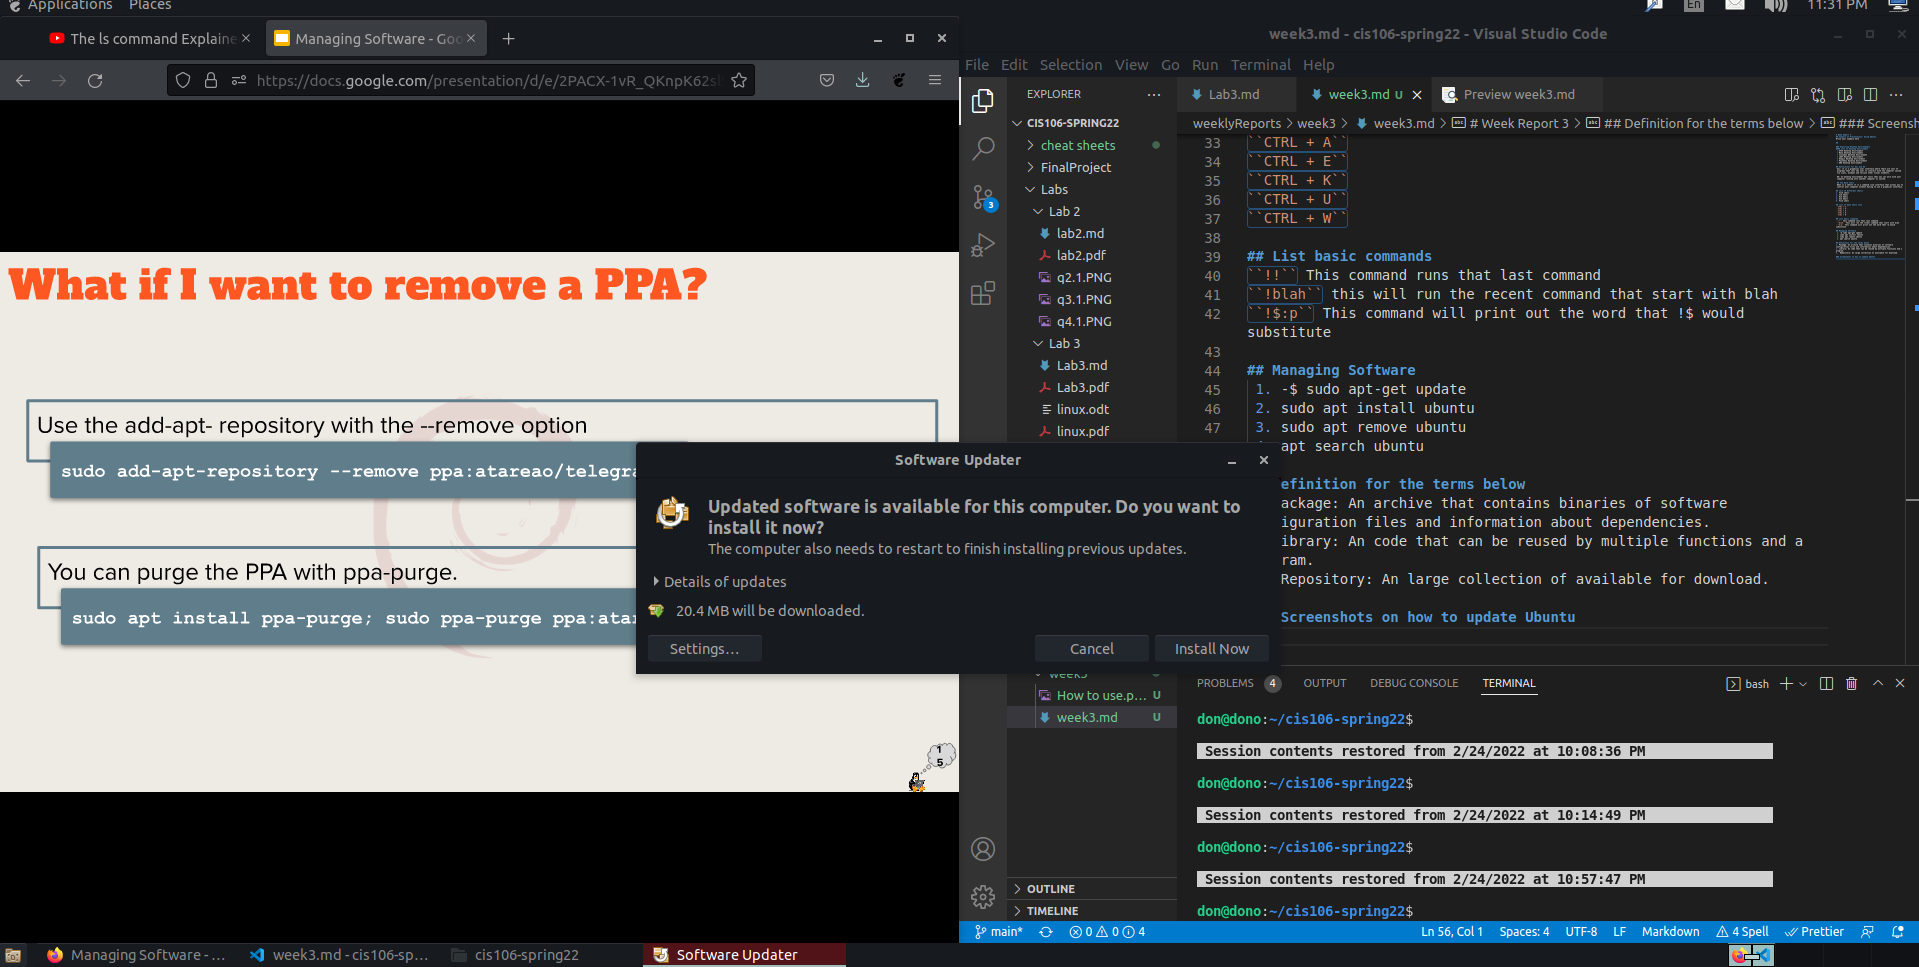 Applications Places
En 11:31 PM
The ls command Explaine
Managing Software - Goo
https://docs.google.com/presentation/d/e/2PACX-1vR_QKnpK62s
What if I want to remove a PPA?
Use the add-apt- repository with the --remove option
sudo add-apt-repository --remove ppa:atareao/telegra
You can purge the PPA with ppa-purge.
sudo apt install ppa-purge; sudo ppa-purge ppa:atar
1
5
week3.md - cis106-spring22 - Visual Studio Code
File Edit Selection View Go Run Terminal Help
EXPLORER
CIS106-SPRING22
cheat sheets
FinalProject
Labs
Lab 2
lab2.md
lab2.pdf
q2.1.PNG
q3.1.PNG
q4.1.PNG
Lab 3
Lab3.md
Lab3.pdf
linux.odt
linux.pdf
week3
How to use.p... U
week3.md U
OUTLINE
TIMELINE
3
Lab3.md
week3.md U
Preview week3.md
weeklyReports > week3 > week3.md > # Week Report 3 > ## Definition for the terms below > ### Screensh
33 ``CTRL + A``
34 ``CTRL + E``
35 ``CTRL + K``
36 ``CTRL + U``
37 ``CTRL + W``
38
39 ## List basic commands
40 ``!!`` This command runs that last command
41 ``!blah`` this will run the recent command that start with blah
42 ``!$:p`` This command will print out the word that !$ would
substitute
43
44 ## Managing Software
45 1. -$ sudo apt-get update
46 2. sudo apt install ubuntu
47 3. sudo apt remove ubuntu
apt search ubuntu
efinition for the terms below
ackage: An archive that contains binaries of software
iguration files and information about dependencies.
ibrary: An code that can be reused by multiple functions and a
ram.
Repository: An large collection of available for download.
Screenshots on how to update Ubuntu
Software Updater
Updated software is available for this computer. Do you want to
install it now?
The computer also needs to restart to finish installing previous updates.
Details of updates
20.4 MB will be downloaded.
Settings...
Cancel
Install Now
PROBLEMS 4 OUTPUT DEBUG CONSOLE TERMINAL
bash
don@dono:~/cis106-spring22$
Session contents restored from 2/24/2022 at 10:08:36 PM
don@dono:~/cis106-spring22$
Session contents restored from 2/24/2022 at 10:14:49 PM
don@dono:~/cis106-spring22$
Session contents restored from 2/24/2022 at 10:57:47 PM
don@dono:~/cis106-spring22$
main* 0 0 4
Ln 56, Col 1 Spaces: 4 UTF-8 LF Markdown 4 Spell Prettier
Managing Software - ...
week3.md - cis106-sp...
cis106-spring22
Software Updater